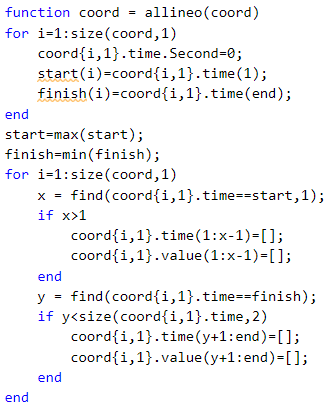 function coord = allineo(coord)
for i=1:size(coord,1)
    coord{i,1}.time.Second=0;
    start(i)=coord{i,1}.time(1);
    finish(i)=coord{i,1}.time(end);
end
start=max(start);
finish=min(finish);
for i=1:size(coord,1)
    x = find(coord{i,1}.time==start,1);
    if x>1
        coord{i,1}.time(1:x-1)=[];
        coord{i,1}.value(1:x-1)=[];
    end
    y = find(coord{i,1}.time==finish);
    if y<size(coord{i,1}.time,2)
        coord{i,1}.time(y+1:end)=[];
        coord{i,1}.value(y+1:end)=[];
    end
end